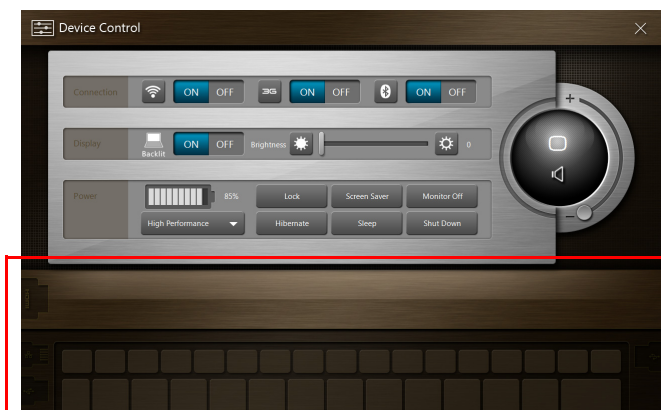 Device Control
Connection ON OFF 3G ON OFF ON OFF
Display Backlit ON OFF Brightness 0
Power 85% Lock Screen Saver Monitor Off
High Performance Hibernate Sleep Shut Down